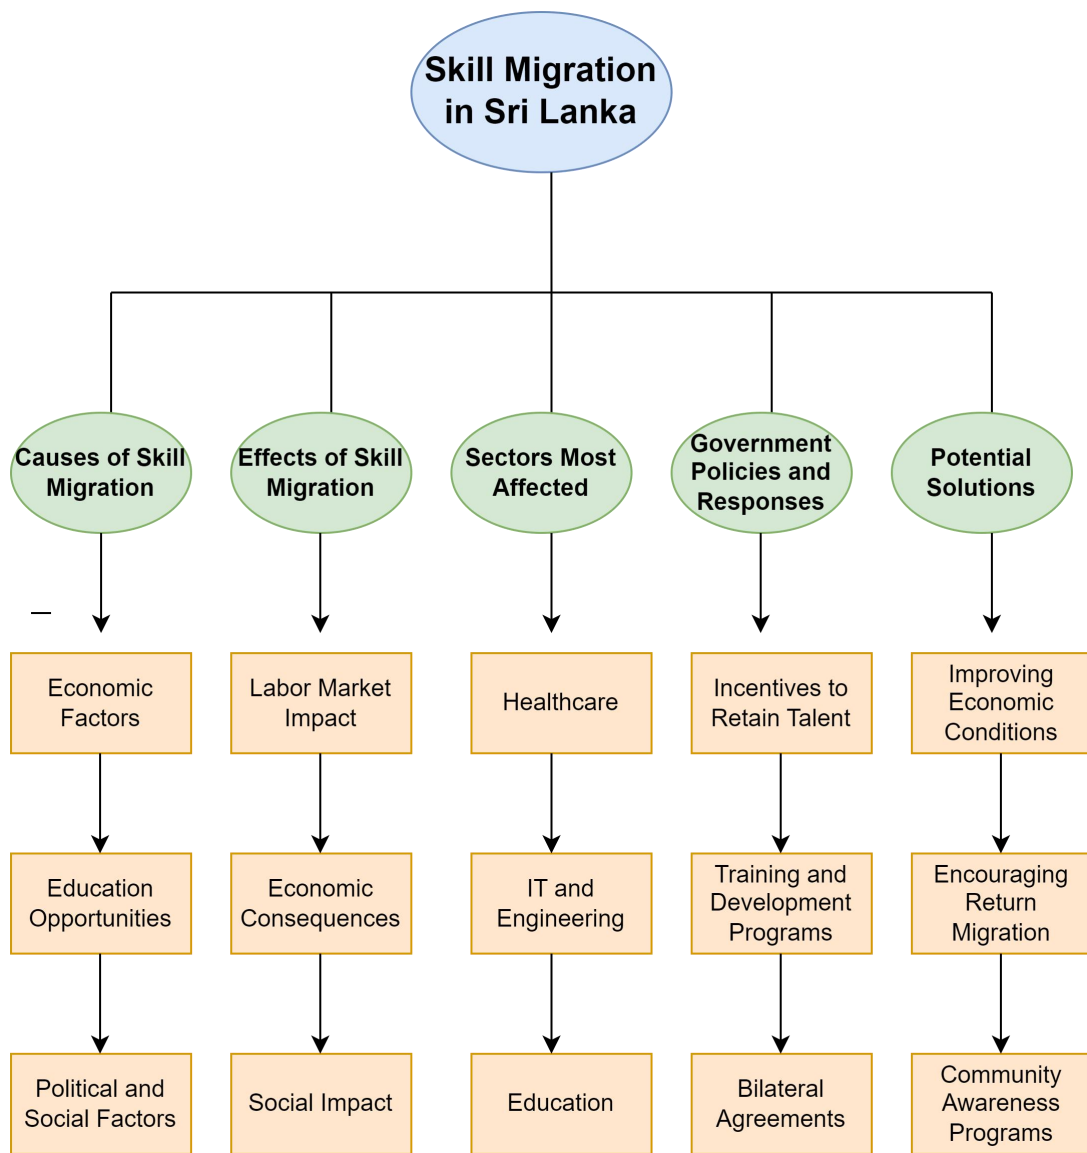 Skill Migration
in Sri Lanka
Causes of Skill
Migration
Effects of Skill
Migration
Sectors Most
Affected
Government
Policies and
Responses
Potential
Solutions
Economic
Factors
Labor Market
Impact
Healthcare
Incentives to
Retain Talent
Improving
Economic
Conditions
Education
Opportunities
Economic
Consequences
IT and
Engineering
Training and
Development
Programs
Encouraging
Return
Migration
Political and
Social Factors
Social Impact
Education
Bilateral
Agreements
Community
Awareness
Programs